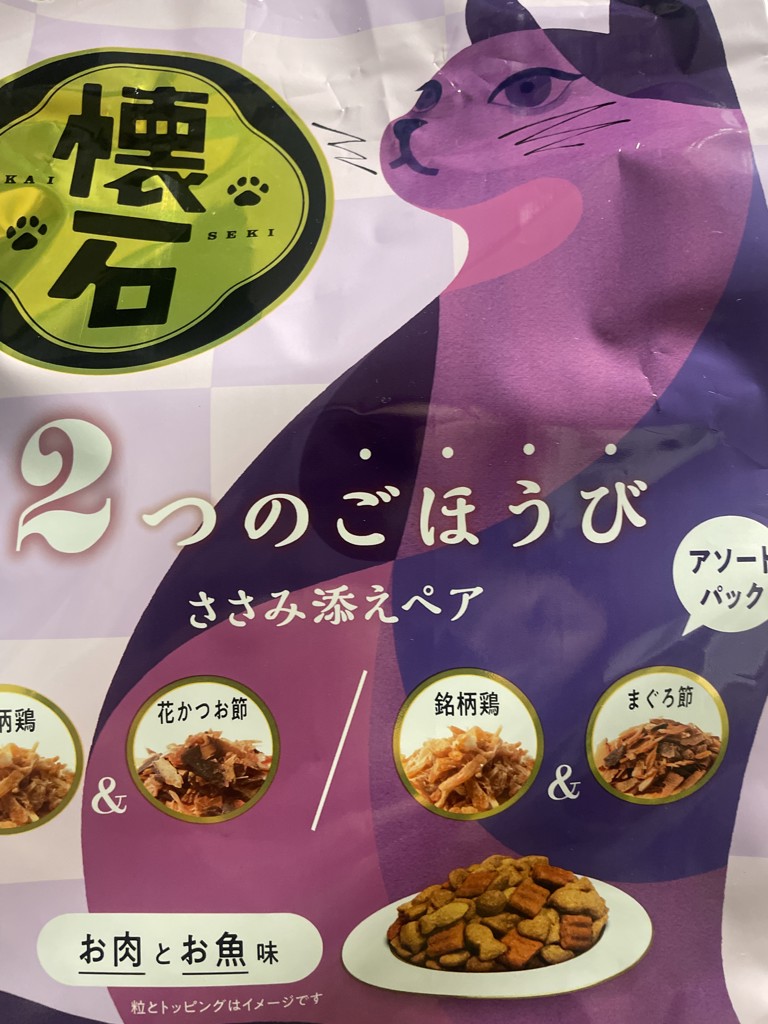 懐石
KAI
SEKI
2つのごほうび
ささみ添えペア
アソート
パック
柄鶏
&
花かつお節
/
銘柄鶏
&
まぐろ節
お肉とお魚味
粒とトッピングはイメージです